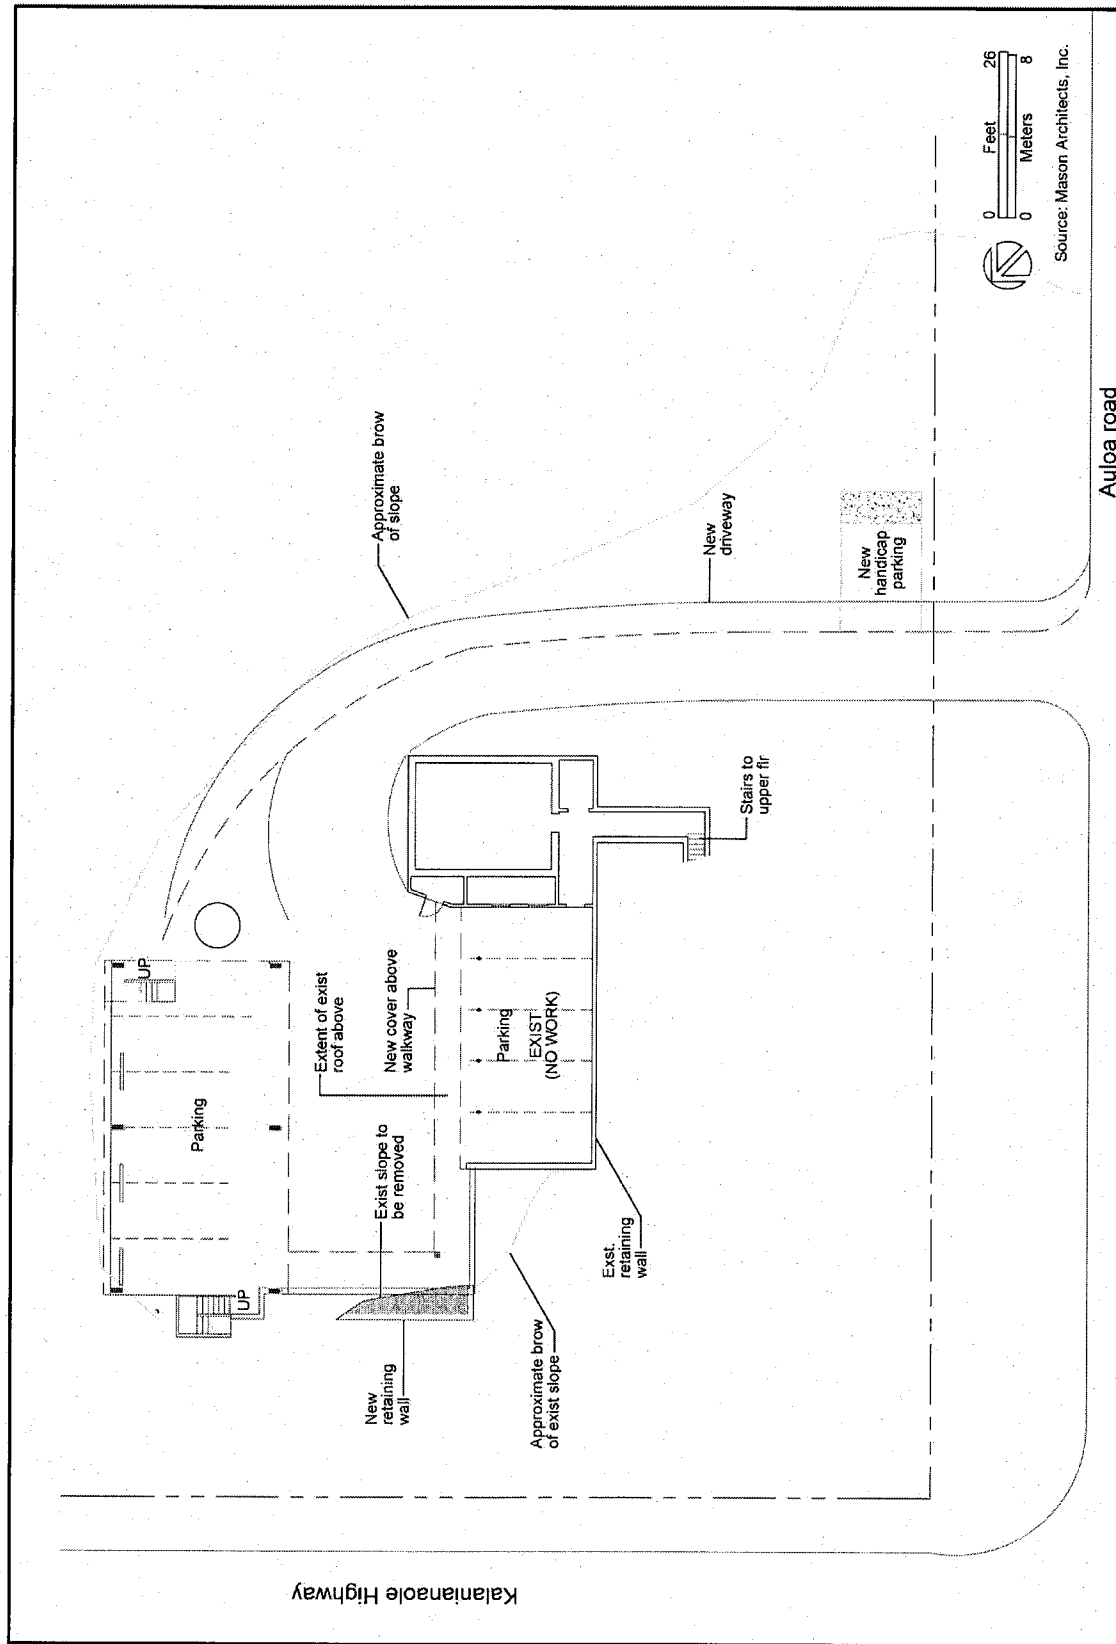 Kalanianaole Highway
Auloa road
Parking
UP
UP
Approximate brow
of slope
Extent of exist
roof above
New cover above
walkway
Exist slope to
be removed
New
retaining
wall
Approximate brow
of exist slope
Exst.
retaining
wall
Parking
EXIST
(NO WORK)
Stairs to
upper flr
New
driveway
New
handicap
parking
0 Feet 26
0 Meters 8
Source: Mason Architects, Inc.